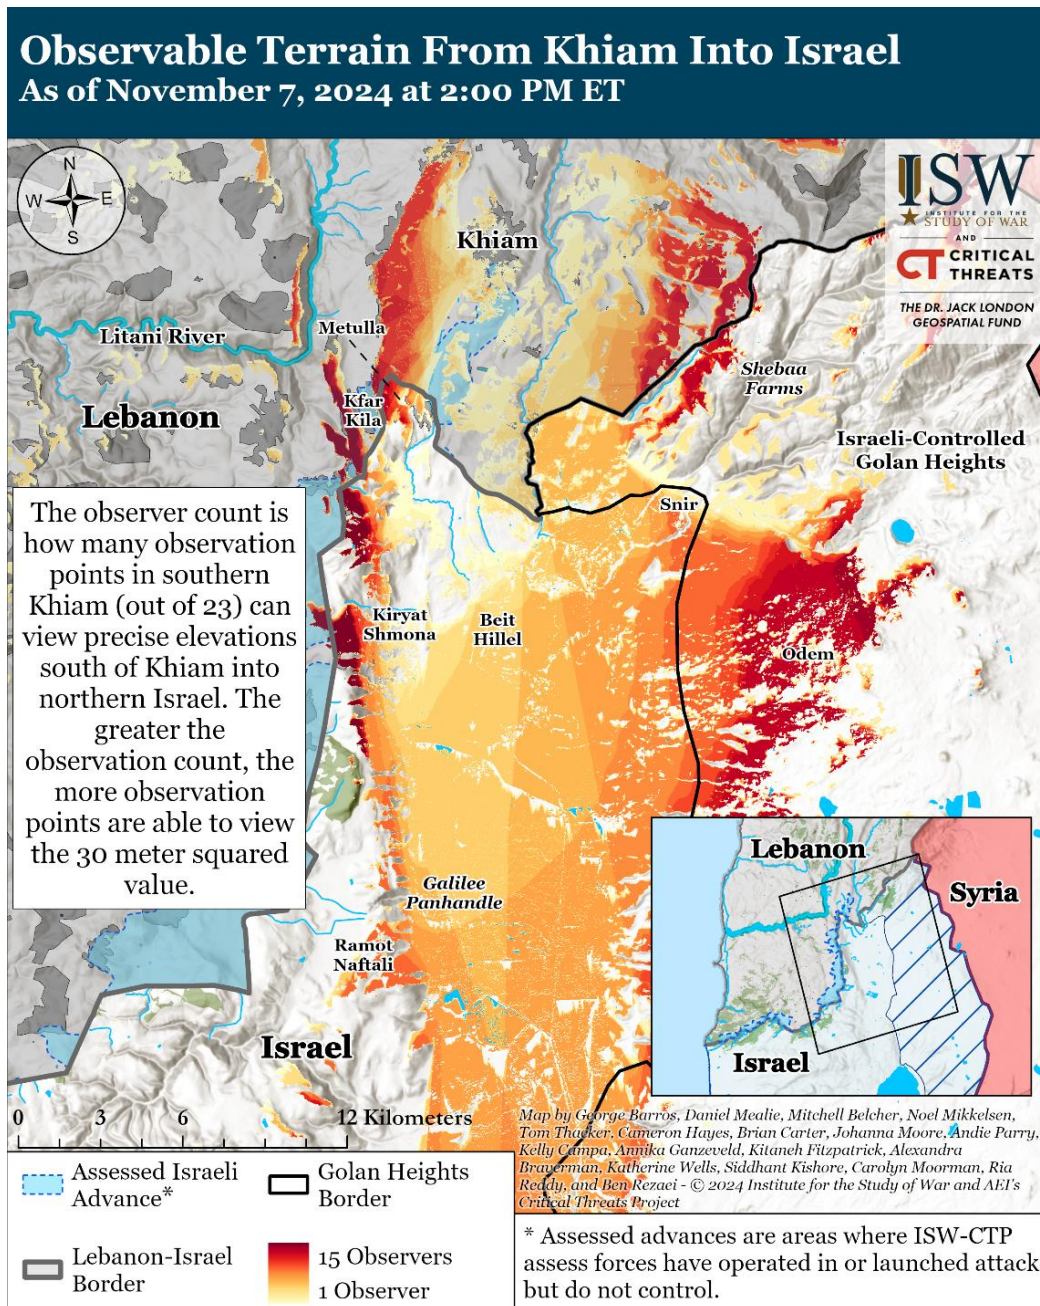 Observable Terrain From Khiam Into Israel
As of November 7, 2024 at 2:00 PM ET
N
W
E
S
ISW
INSTITUTE FOR THE
STUDY OF WAR
AND
CT CRITICAL
THREATS
THE DR. JACK LONDON
GEOSPATIAL FUND
Khiam
Metulla
Litani River
Shebaa
Farms
Kfar
Kila
Lebanon
Israeli-Controlled
Golan Heights
Snir
The observer count is
how many observation
points in southern
Khiam (out of 23) can
view precise elevations
south of Khiam into
northern Israel. The
greater the
observation count, the
more observation
points are able to view
the 30 meter squared
value.
Kiryat
Shmona
Beit
Hillel
Odem
Galilee
Panhandle
Ramot
Naftali
Israel
Lebanon
Syria
Israel
0 3 6 12 Kilometers
Map by George Barros, Daniel Mealie, Mitchell Belcher, Noel Mikkelsen,
Tom Thacker, Cameron Hayes, Brian Carter, Johanna Moore, Andie Parry,
Kelly Campa, Annika Ganzeveld, Kitaneh Fitzpatrick, Alexandra
Braverman, Katherine Wells, Siddhant Kishore, Carolyn Moorman, Ria
Reddy, and Ben Rezaei - © 2024 Institute for the Study of War and AEI's
Critical Threats Project
Assessed Israeli
Advance*
Golan Heights
Border
Lebanon-Israel
Border
15 Observers
1 Observer
* Assessed advances are areas where ISW-CTP
assess forces have operated in or launched attack
but do not control.